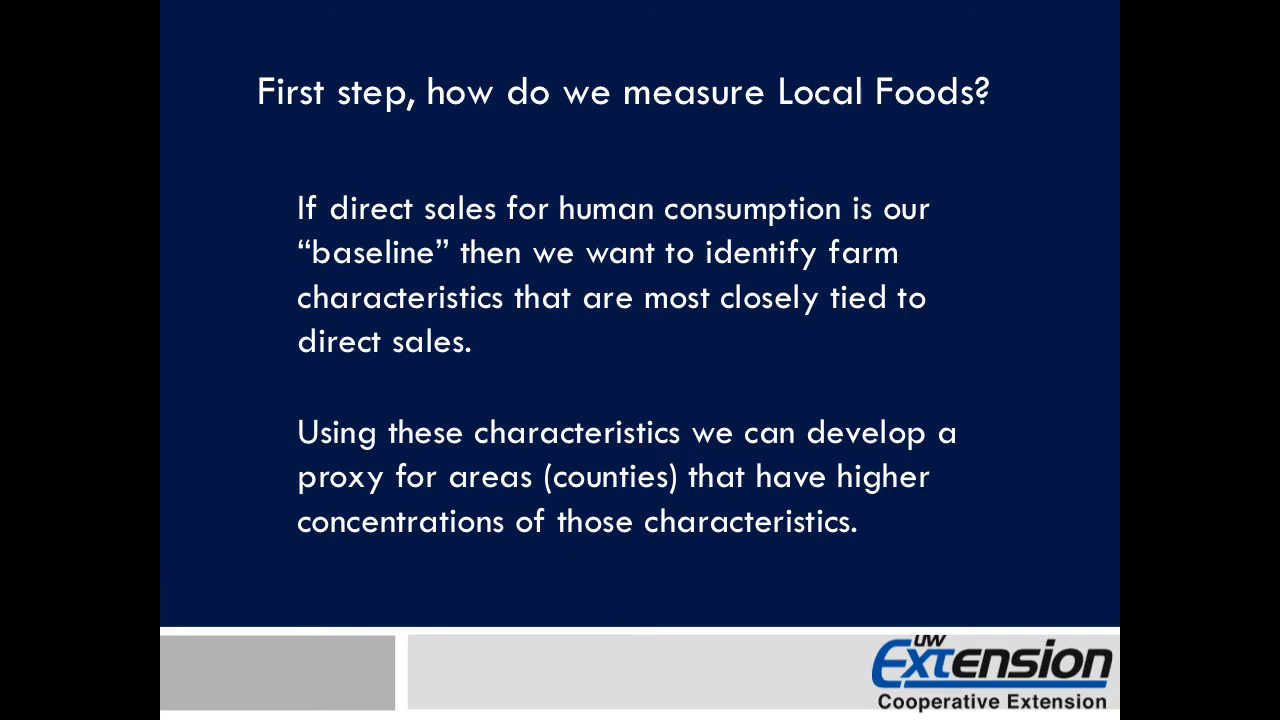 First step, how do we measure Local Foods?
If direct sales for human consumption is our
“baseline” then we want to identify farm
characteristics that are most closely tied to
direct sales.
Using these characteristics we can develop a
proxy for areas (counties) that have higher
concentrations of those characteristics.
UW
Extension
Cooperative Extension